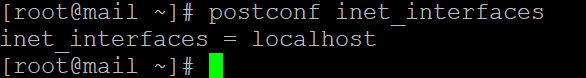 [root@mail ~]# postconf inet_interfaces
inet_interfaces = localhost
[root@mail ~]#